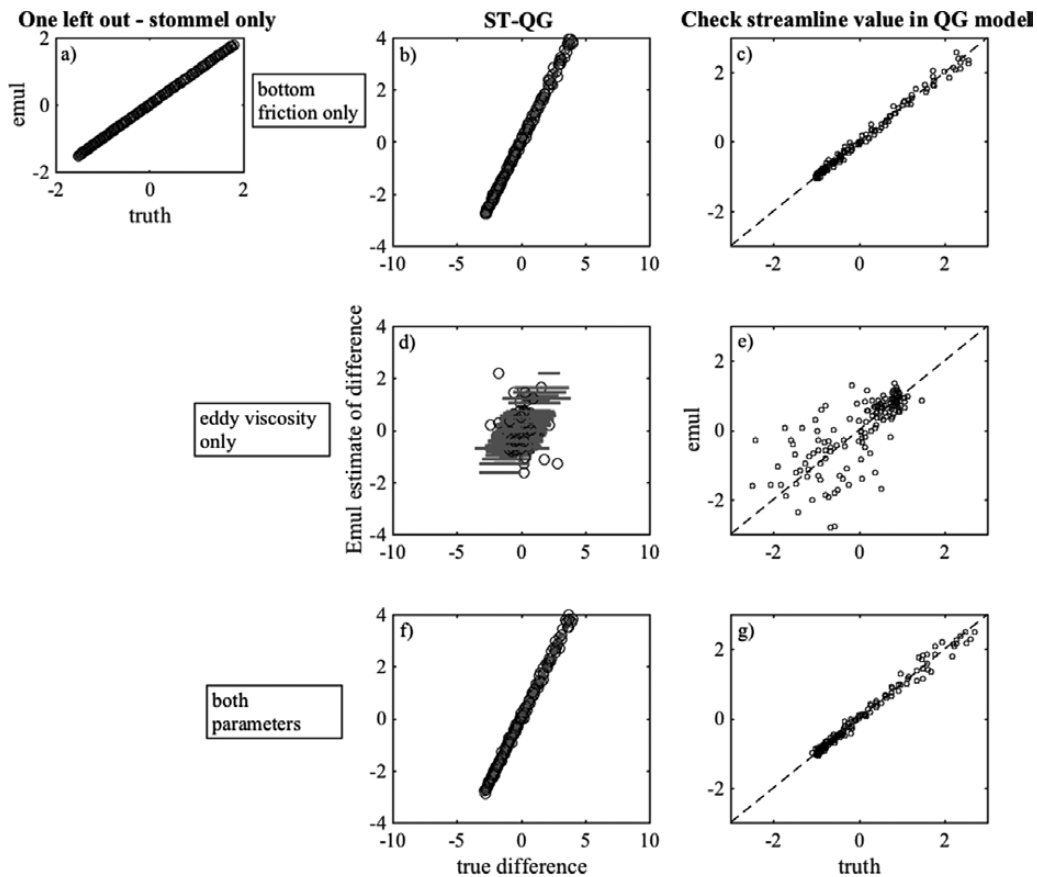 One left out - stommel only
ST-QG
Check streamline value in QG model
a)
2
0
-2
emul
-2
0
2
truth
bottom
friction only
b)
4
2
0
-2
-4
-10
-5
0
5
10
c)
2
0
-2
-2
0
2
eddy viscosity
only
Emul estimate of difference
d)
4
2
0
-2
-4
-10
-5
0
5
10
emul
e)
2
0
-2
-2
0
2
both
parameters
f)
4
2
0
-2
-4
-10
-5
0
5
10
true difference
g)
2
0
-2
-2
0
2
truth